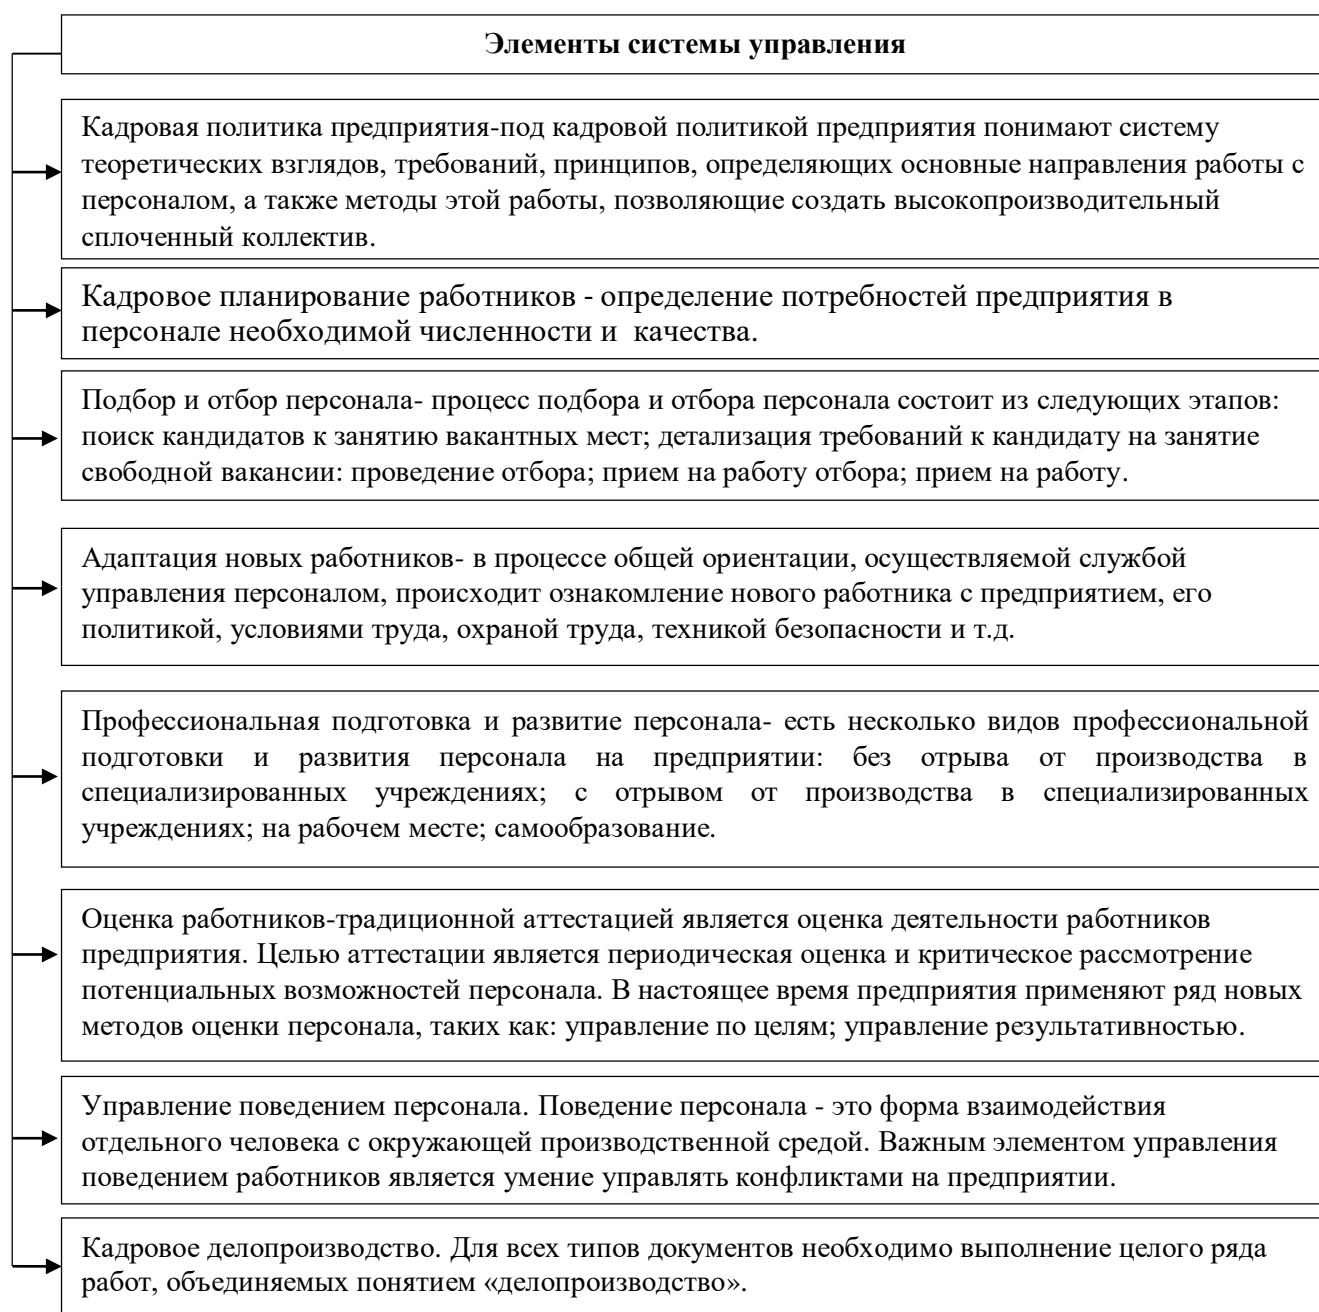 Элементы системы управления
Кадровая политика предприятия-под кадровой политикой предприятия понимают систему
теоретических взглядов, требований, принципов, определяющих основные направления работы с
персоналом, а также методы этой работы, позволяющие создать высокопроизводительный
сплоченный коллектив.
Кадровое планирование работников - определение потребностей предприятия в
персонале необходимой численности и  качества.
Подбор и отбор персонала- процесс подбора и отбора персонала состоит из следующих этапов:
поиск кандидатов к занятию вакантных мест; детализация требований к кандидату на занятие
свободной вакансии: проведение отбора; прием на работу отбора; прием на работу.
Адаптация новых работников- в процессе общей ориентации, осуществляемой службой
управления персоналом, происходит ознакомление нового работника с предприятием, его
политикой, условиями труда, охраной труда, техникой безопасности и т.д.
Профессиональная подготовка и развитие персонала- есть несколько видов профессиональной
подготовки и развития персонала на предприятии: без отрыва от производства в
специализированных учреждениях; с отрывом от производства в специализированных
учреждениях; на рабочем месте; самообразование.
Оценка работников-традиционной аттестацией является оценка деятельности работников
предприятия. Целью аттестации является периодическая оценка и критическое рассмотрение
потенциальных возможностей персонала. В настоящее время предприятия применяют ряд новых
методов оценки персонала, таких как: управление по целям; управление результативностью.
Управление поведением персонала. Поведение персонала - это форма взаимодействия
отдельного человека с окружающей производственной средой. Важным элементом управления
поведением работников является умение управлять конфликтами на предприятии.
Кадровое делопроизводство. Для всех типов документов необходимо выполнение целого ряда
работ, объединяемых понятием «делопроизводство».